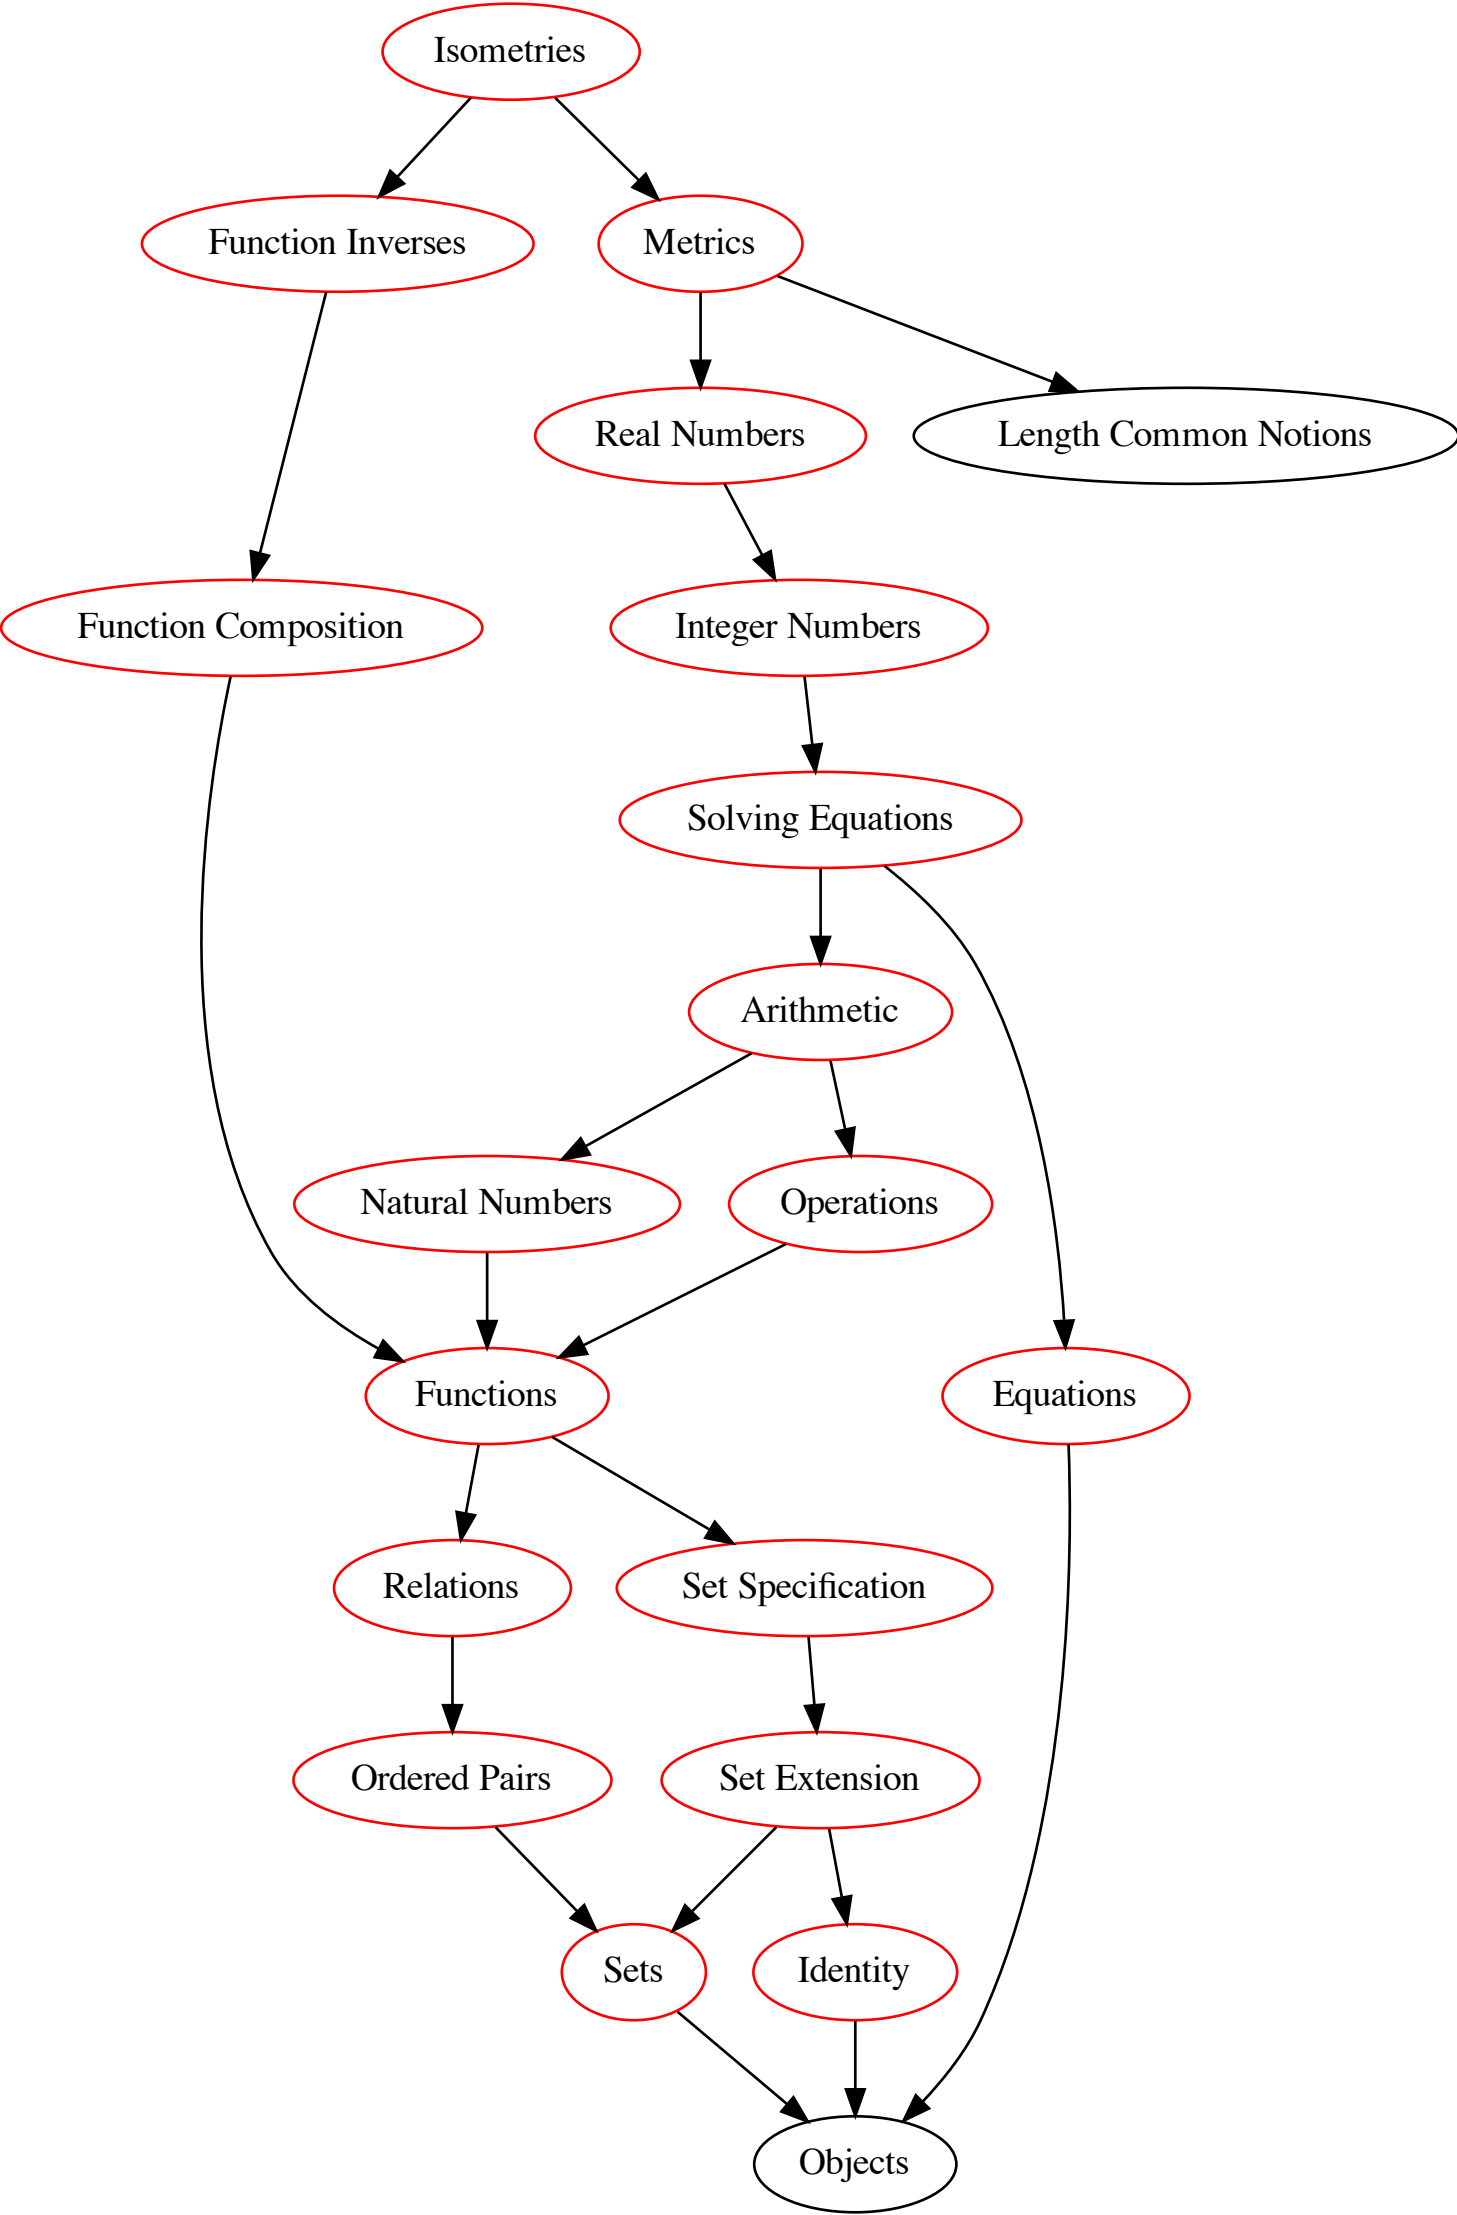 Isometries
Function Inverses
Metrics
Real Numbers
Length Common Notions
Function Composition
Integer Numbers
Solving Equations
Arithmetic
Natural Numbers
Operations
Functions
Equations
Relations
Set Specification
Ordered Pairs
Set Extension
Sets
Identity
Objects